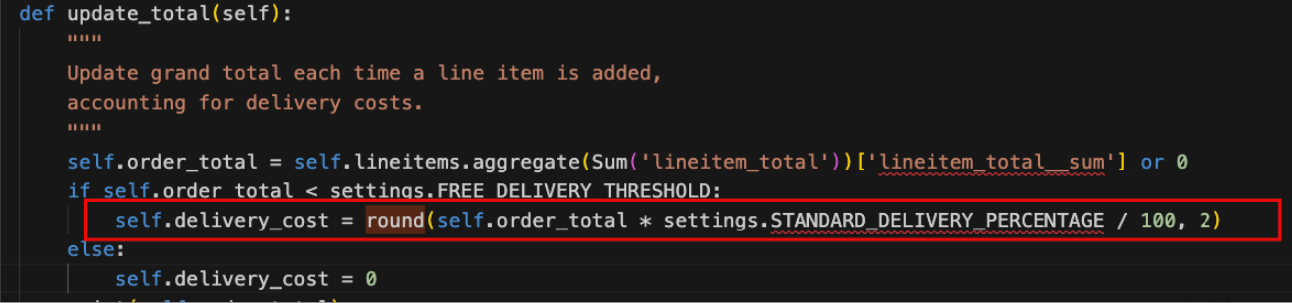 def update_total(self):
"""
Update grand total each time a line item is added,
accounting for delivery costs.
"""
self.order_total = self.lineitems.aggregate(Sum('lineitem_total'))['lineitem_total__sum'] or 0
if self.order_total < settings.FREE_DELIVERY_THRESHOLD:
self.delivery_cost = round(self.order_total * settings.STANDARD_DELIVERY_PERCENTAGE / 100, 2)
else:
self.delivery_cost = 0